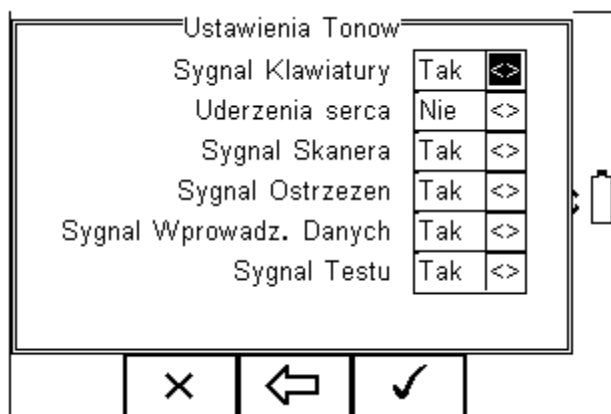 Ustawienia Tonow
Sygnal Klawiatury Tak <>
Uderzenia serca Nie <>
Sygnal Skanera Tak <>
Sygnal Ostrzezen Tak <>
Sygnal Wprowadz. Danych Tak <>
Sygnal Testu Tak <>